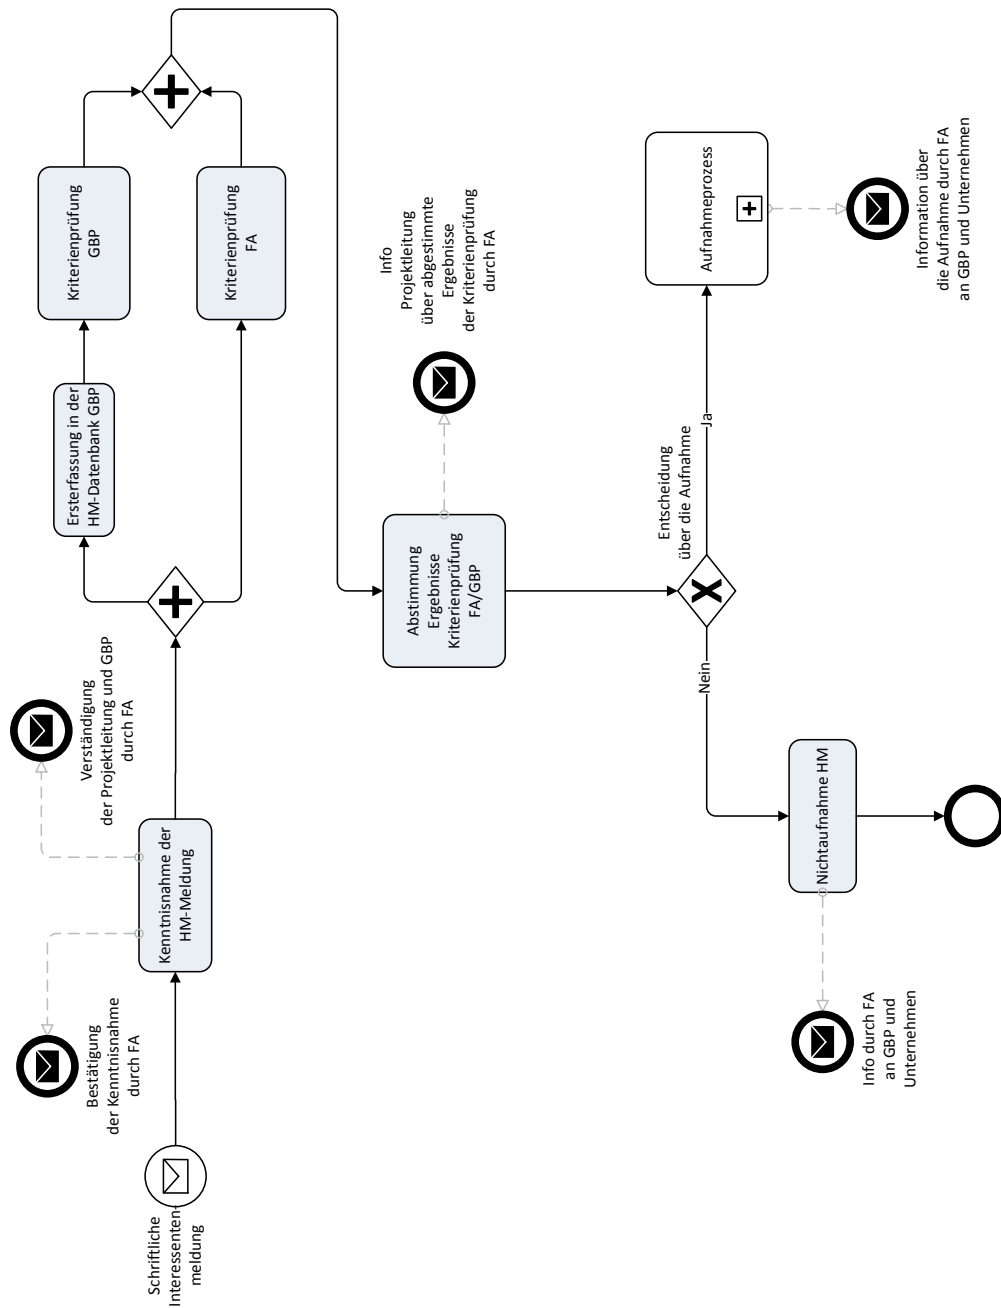 Schriftliche
Interessenten-
meldung
Bestätigung
der Kenntnisnahme
durch FA
Kenntnisnahme der
HM-Meldung
Verständigung
der Projektleitung und GBP
durch FA
Ersterfassung in der
HM-Datenbank GBP
Kriterienprüfung
GBP
Kriterienprüfung
FA
Abstimmung
Ergebnisse
Kriterienprüfung
FA/GBP
Info
Projektleitung
über abgestimmte
Ergebnisse
der Kriterienprüfung
durch FA
Entscheidung
über die Aufnahme
Nein
Ja
Nichtaufnahme HM
Info durch FA
an GBP und
Unternehmen
Aufnahmeprozess
Information über
die Aufnahme durch FA
an GBP und Unternehmen